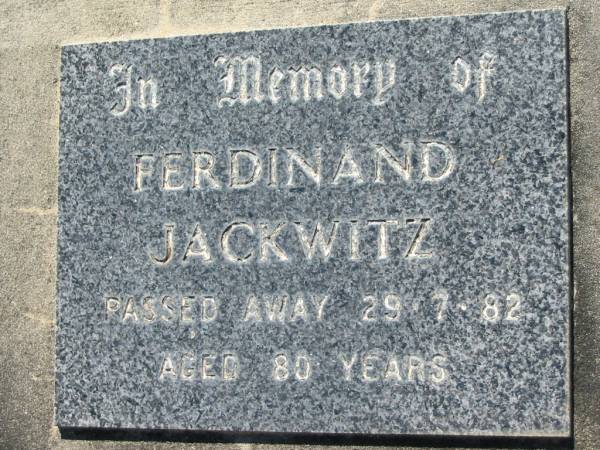 In Memory of
FERDINAND
JACKWITZ
PASSED AWAY 29·7·82
AGED 80 YEARS